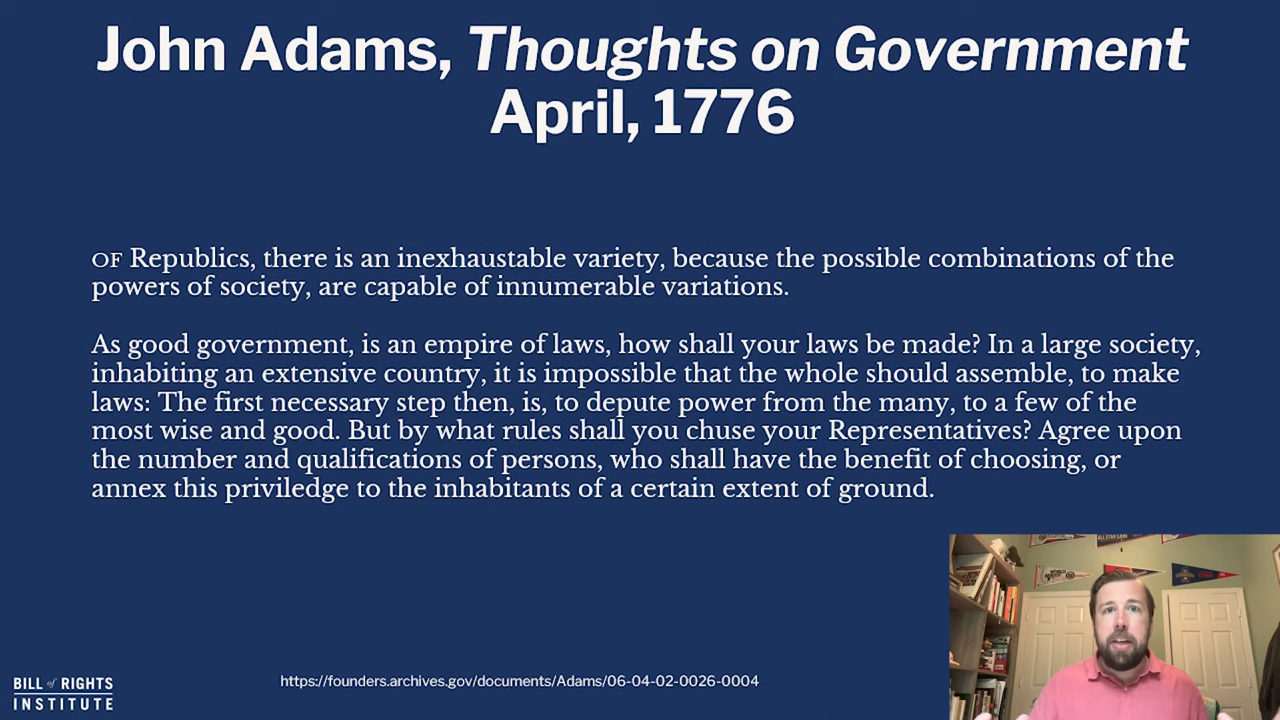 John Adams, Thoughts on Government
April, 1776
OF Republics, there is an inexhaustable variety, because the possible combinations of the
powers of society, are capable of innumerable variations.
As good government, is an empire of laws, how shall your laws be made? In a large society,
inhabiting an extensive country, it is impossible that the whole should assemble, to make
laws: The first necessary step then, is, to depute power from the many, to a few of the
most wise and good. But by what rules shall you chuse your Representatives? Agree upon
the number and qualifications of persons, who shall have the benefit of choosing, or
annex this priviledge to the inhabitants of a certain extent of ground.
https://founders.archives.gov/documents/Adams/06-04-02-0026-0004
BILL of RIGHTS
INSTITUTE